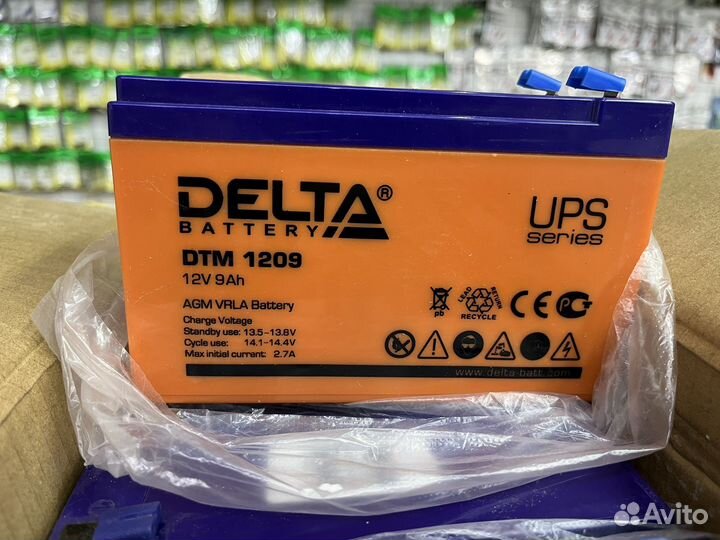 DELTA®
BATTERY
DTM 1209
12V 9Ah
AGM VRLA Battery
Charge Voltage
Standby use: 13.5-13.8V
Cycle use: 14.1-14.4V
Max initial current: 2.7A
UPS
series
pb
LEAD
RETURN
RECYCLE
CE
www.delta-batt.com
Avito